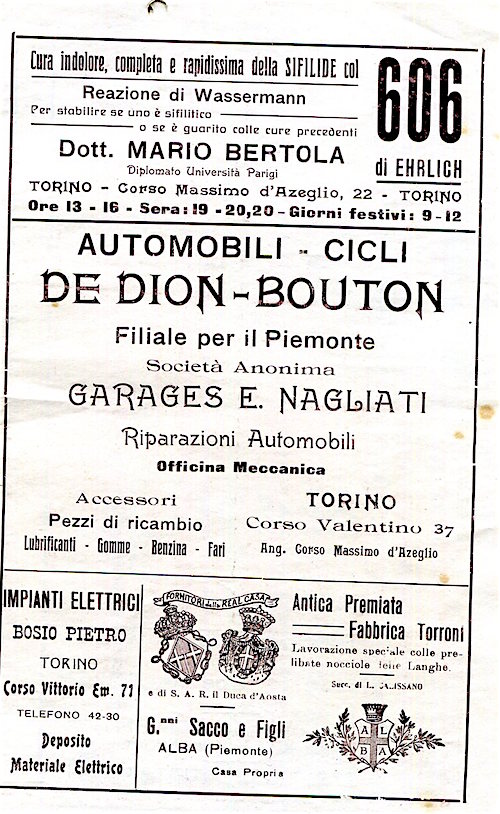 Cura indolore, completa e rapidissima della SIFILIDE col
606
di EHRLICH
Reazione di Wassermann
Per stabilire se uno è sifilitico
o se è guarito colle cure precedenti
Dott. MARIO BERTOLA
Diplomato Università Parigi
TORINO - Corso Massimo d'Azeglio, 22 - TORINO
Ore 13 - 16 - Sera: 19 - 20,20 - Giorni festivi: 9 - 12
AUTOMOBILI - CICLI
DE DION-BOUTON
Filiale per il Piemonte
Società Anonima
GARAGES E. NAGLIATI
Riparazioni Automobili
Officina Meccanica
Accessori
Pezzi di ricambio
Lubrificanti - Gomme - Benzina - Fari
TORINO
Corso Valentino 37
Ang. Corso Massimo d'Azeglio
IMPIANTI ELETTRICI
BOSIO PIETRO
TORINO
Corso Vittorio Em. 71
TELEFONO 42-30
Deposito
Materiale Elettrico
FORNITORI della REAL CASA
e di S. A. R. il Duca d'Aosta
G.nni Sacco e Figli
ALBA (Piemonte)
Casa Propria
Antica Premiata
Fabbrica Torroni
Lavorazione speciale colle pre-
libate nocciole delle Langhe.
Succ. di L.
A L
B A